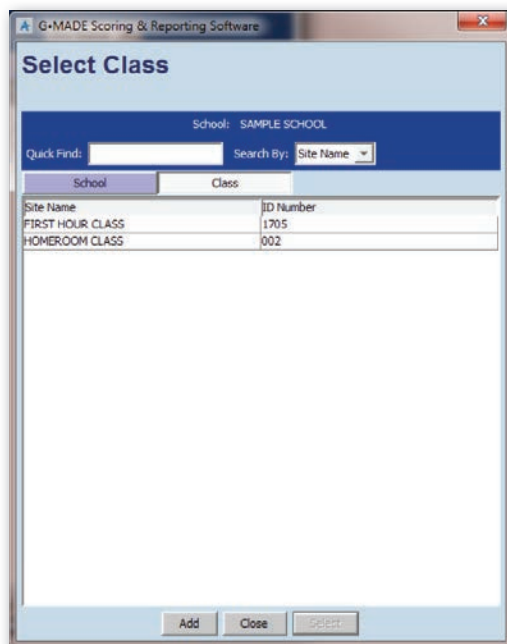 G•MADE Scoring & Reporting Software
Select Class
School: SAMPLE SCHOOL
Quick Find: Search By: Site Name
School Class
Site Name ID Number
FIRST HOUR CLASS 1705
HOMEROOM CLASS 002
Add Close Select